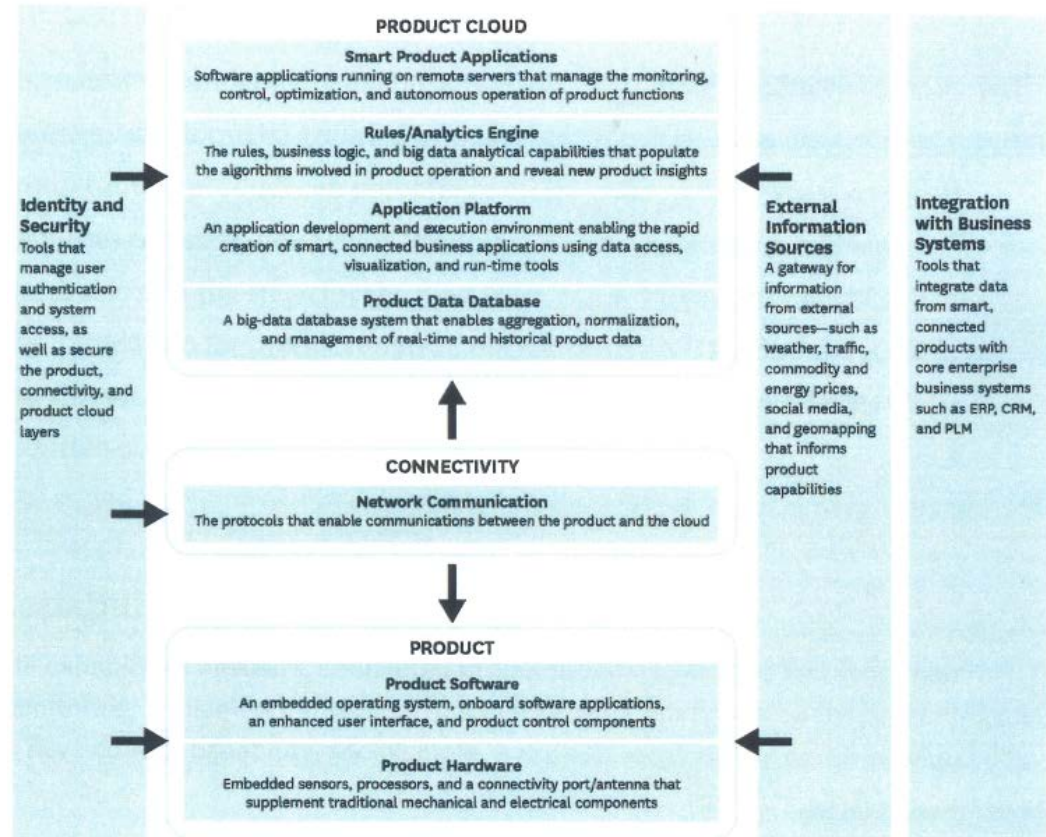 PRODUCT CLOUD
Smart Product Applications
Software applications running on remote servers that manage the monitoring,
control, optimization, and autonomous operation of product functions
Rules/Analytics Engine
The rules, business logic, and big data analytical capabilities that populate
the algorithms involved in product operation and reveal new product insights
Application Platform
An application development and execution environment enabling the rapid
creation of smart, connected business applications using data access,
visualization, and run-time tools
Product Data Database
A big-data database system that enables aggregation, normalization,
and management of real-time and historical product data
CONNECTIVITY
Network Communication
The protocols that enable communications between the product and the cloud
PRODUCT
Product Software
An embedded operating system, onboard software applications,
an enhanced user interface, and product control components
Product Hardware
Embedded sensors, processors, and a connectivity port/antenna that
supplement traditional mechanical and electrical components
Identity and
Security
Tools that
manage user
authentication
and system
access, as
well as secure
the product,
connectivity, and
product cloud
layers
External
Information
Sources
A gateway for
information
from external
sources—such as
weather, traffic,
commodity and
energy prices,
social media,
and geomapping
that informs
product
capabilities
Integration
with Business
Systems
Tools that
integrate data
from smart,
connected
products with
core enterprise
business systems
such as ERP, CRM,
and PLM